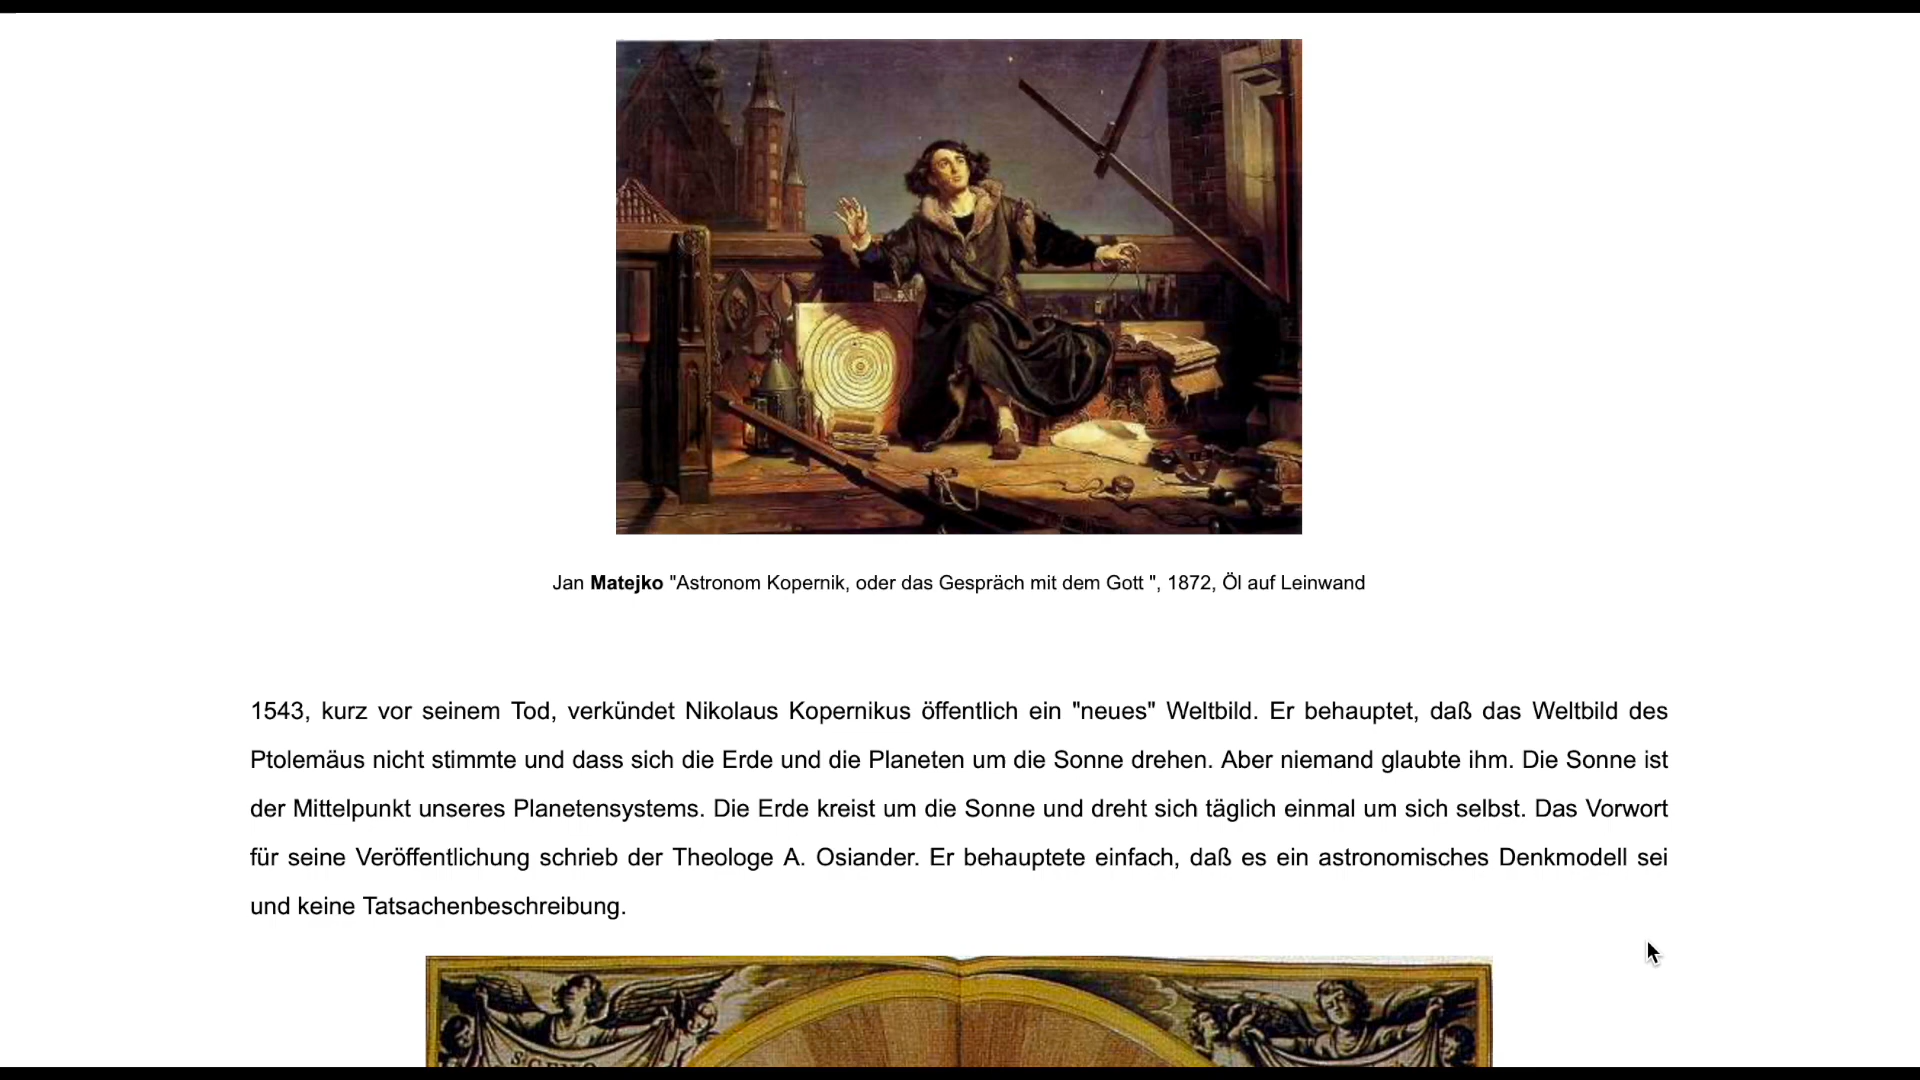 Jan Matejko "Astronom Kopernik, oder das Gespräch mit dem Gott ", 1872, Öl auf Leinwand
1543, kurz vor seinem Tod, verkündet Nikolaus Kopernikus öffentlich ein "neues" Weltbild. Er behauptet, daß das Weltbild des
Ptolemäus nicht stimmte und dass sich die Erde und die Planeten um die Sonne drehen. Aber niemand glaubte ihm. Die Sonne ist
der Mittelpunkt unseres Planetensystems. Die Erde kreist um die Sonne und dreht sich täglich einmal um sich selbst. Das Vorwort
für seine Veröffentlichung schrieb der Theologe A. Osiander. Er behauptete einfach, daß es ein astronomisches Denkmodell sei
und keine Tatsachenbeschreibung.